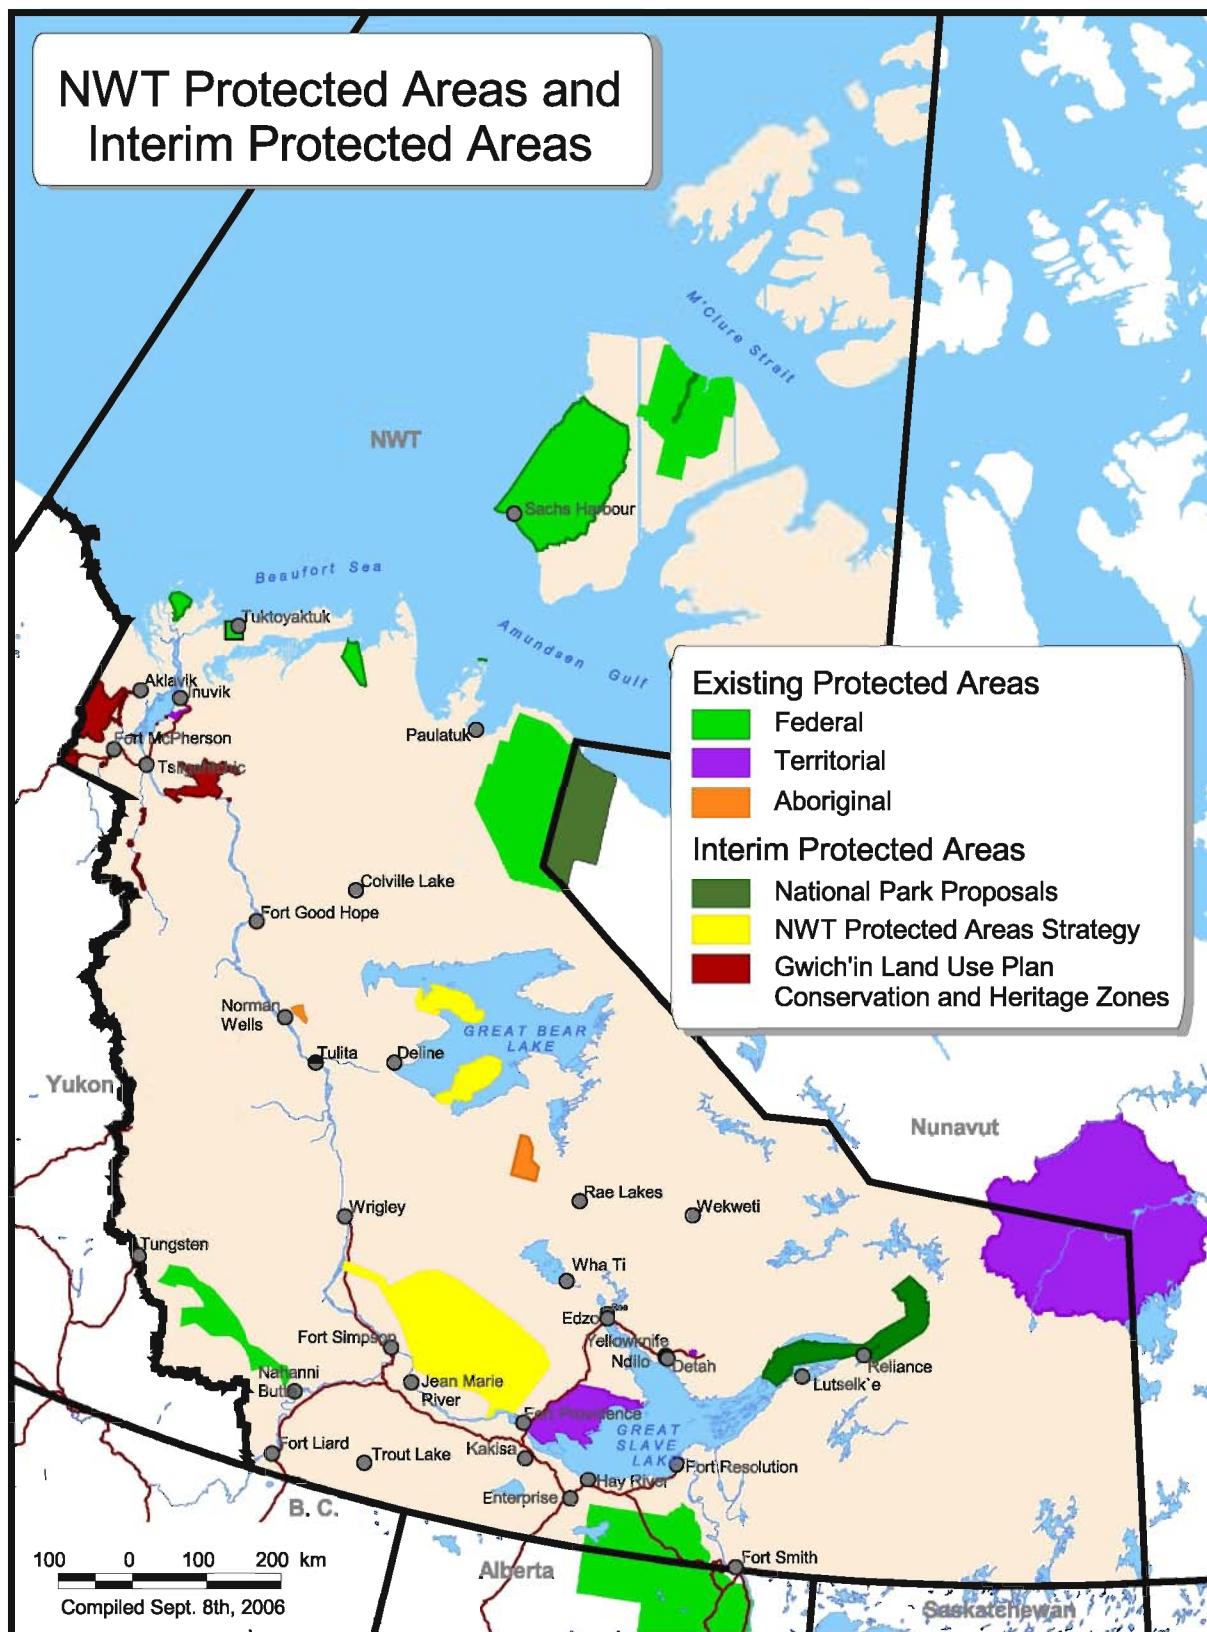 NWT Protected Areas and
Interim Protected Areas
M'Clure Strait
NWT
Sachs Harbour
Beaufort Sea
Tuktoyaktuk
Amundsen Gulf
Aklavik
Inuvik
Paulatuk
Fort McPherson
Existing Protected Areas
Federal
Territorial
Aboriginal
Interim Protected Areas
National Park Proposals
NWT Protected Areas Strategy
Gwich'in Land Use Plan
Conservation and Heritage Zones
Colville Lake
Fort Good Hope
Norman
Wells
GREAT BEAR
LAKE
Tulita
Deline
Yukon
Nunavut
Rae Lakes
Wekweti
Wrigley
Tungsten
Wha Ti
Edzo
Rae
Fort Simpson
Yellowknife
Ndilo
Detah
Reliance
Lutselk`e
Nahanni
Butte
Jean Marie
River
Fort Providence
GREAT
SLAVE
LAKE
Fort Liard
Trout Lake
Kakisa
Fort Resolution
Hay River
Enterprise
B. C.
Alberta
Fort Smith
Saskatchewan
100 0 100 200 km
Compiled Sept. 8th, 2006